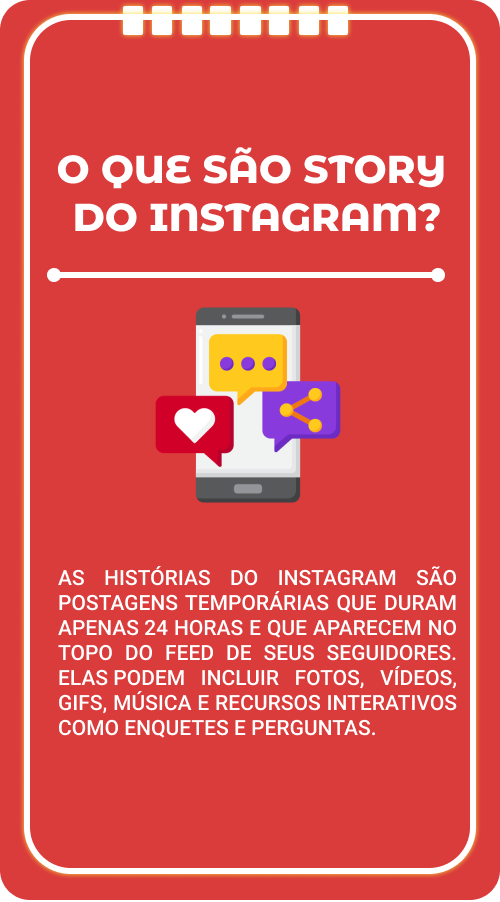 O QUE SÃO STORY
DO INSTAGRAM?
AS HISTÓRIAS DO INSTAGRAM SÃO
POSTAGENS TEMPORÁRIAS QUE DURAM
APENAS 24 HORAS E QUE APARECEM NO
TOPO DO FEED DE SEUS SEGUIDORES.
ELAS PODEM INCLUIR FOTOS, VÍDEOS,
GIFS, MÚSICA E RECURSOS INTERATIVOS
COMO ENQUETES E PERGUNTAS.